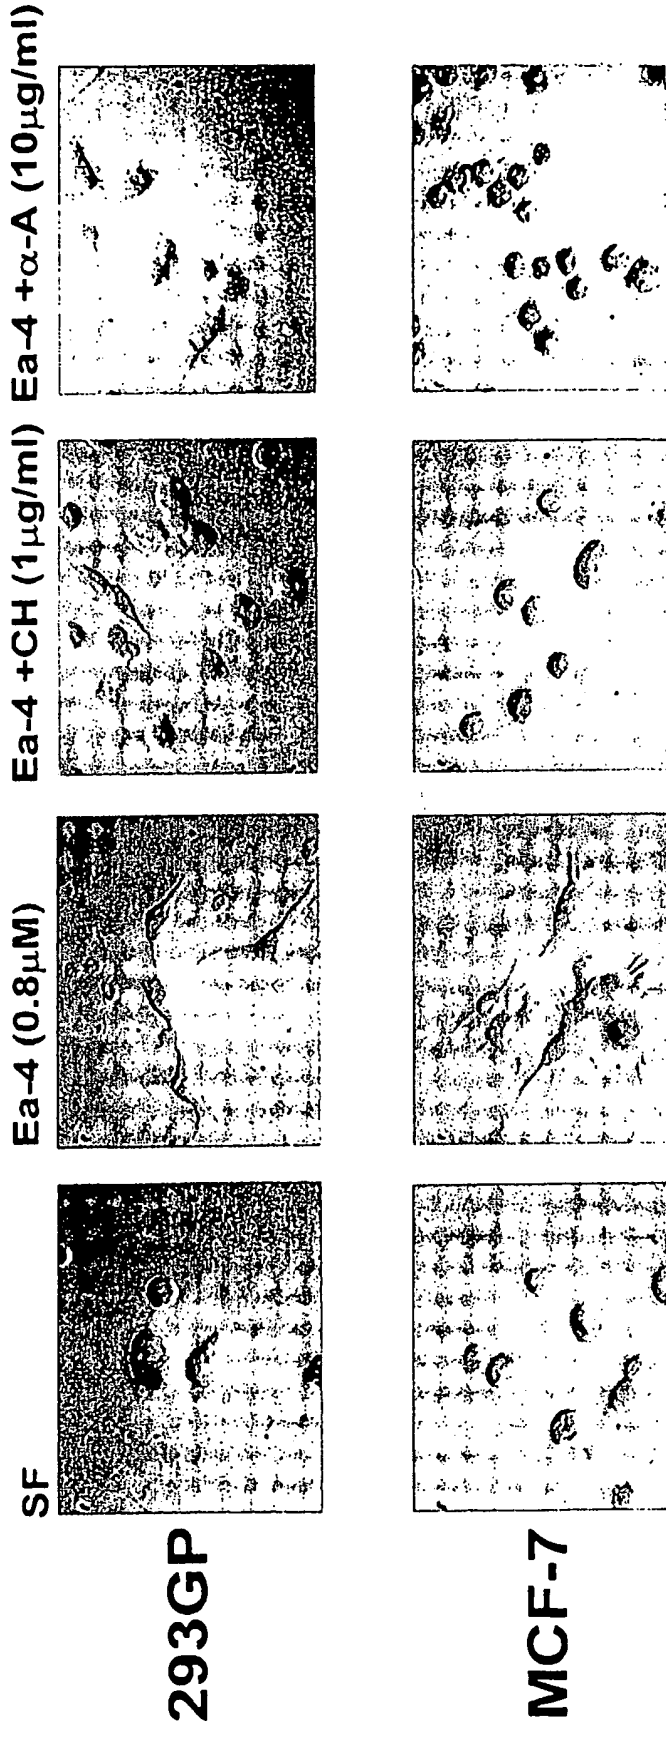 SF
Ea-4 (0.8µM)
Ea-4 +CH (1µg/ml)
Ea-4 +α-A (10µg/ml)
293GP
MCF-7